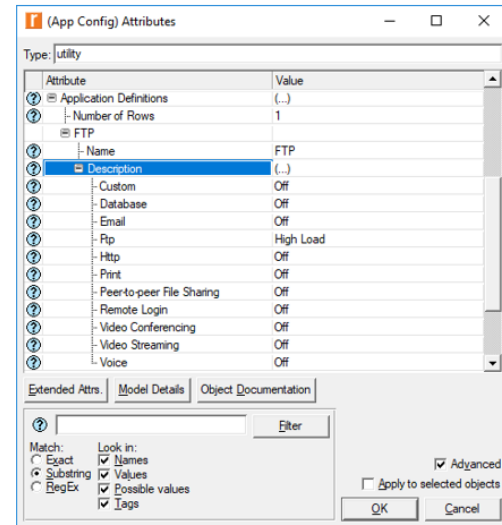 (App Config) Attributes
Type: utility
Attribute Value
Application Definitions (...)
Number of Rows 1
FTP
Name FTP
Description (...)
Custom Off
Database Off
Email Off
Ftp High Load
Http Off
Print Off
Peer-to-peer File Sharing Off
Remote Login Off
Video Conferencing Off
Video Streaming Off
Voice Off
Extended Attrs. Model Details Object Documentation
Filter
Match: Look in:
Exact Names
Substring Values
RegEx Possible values
Tags
Advanced
Apply to selected objects
OK Cancel